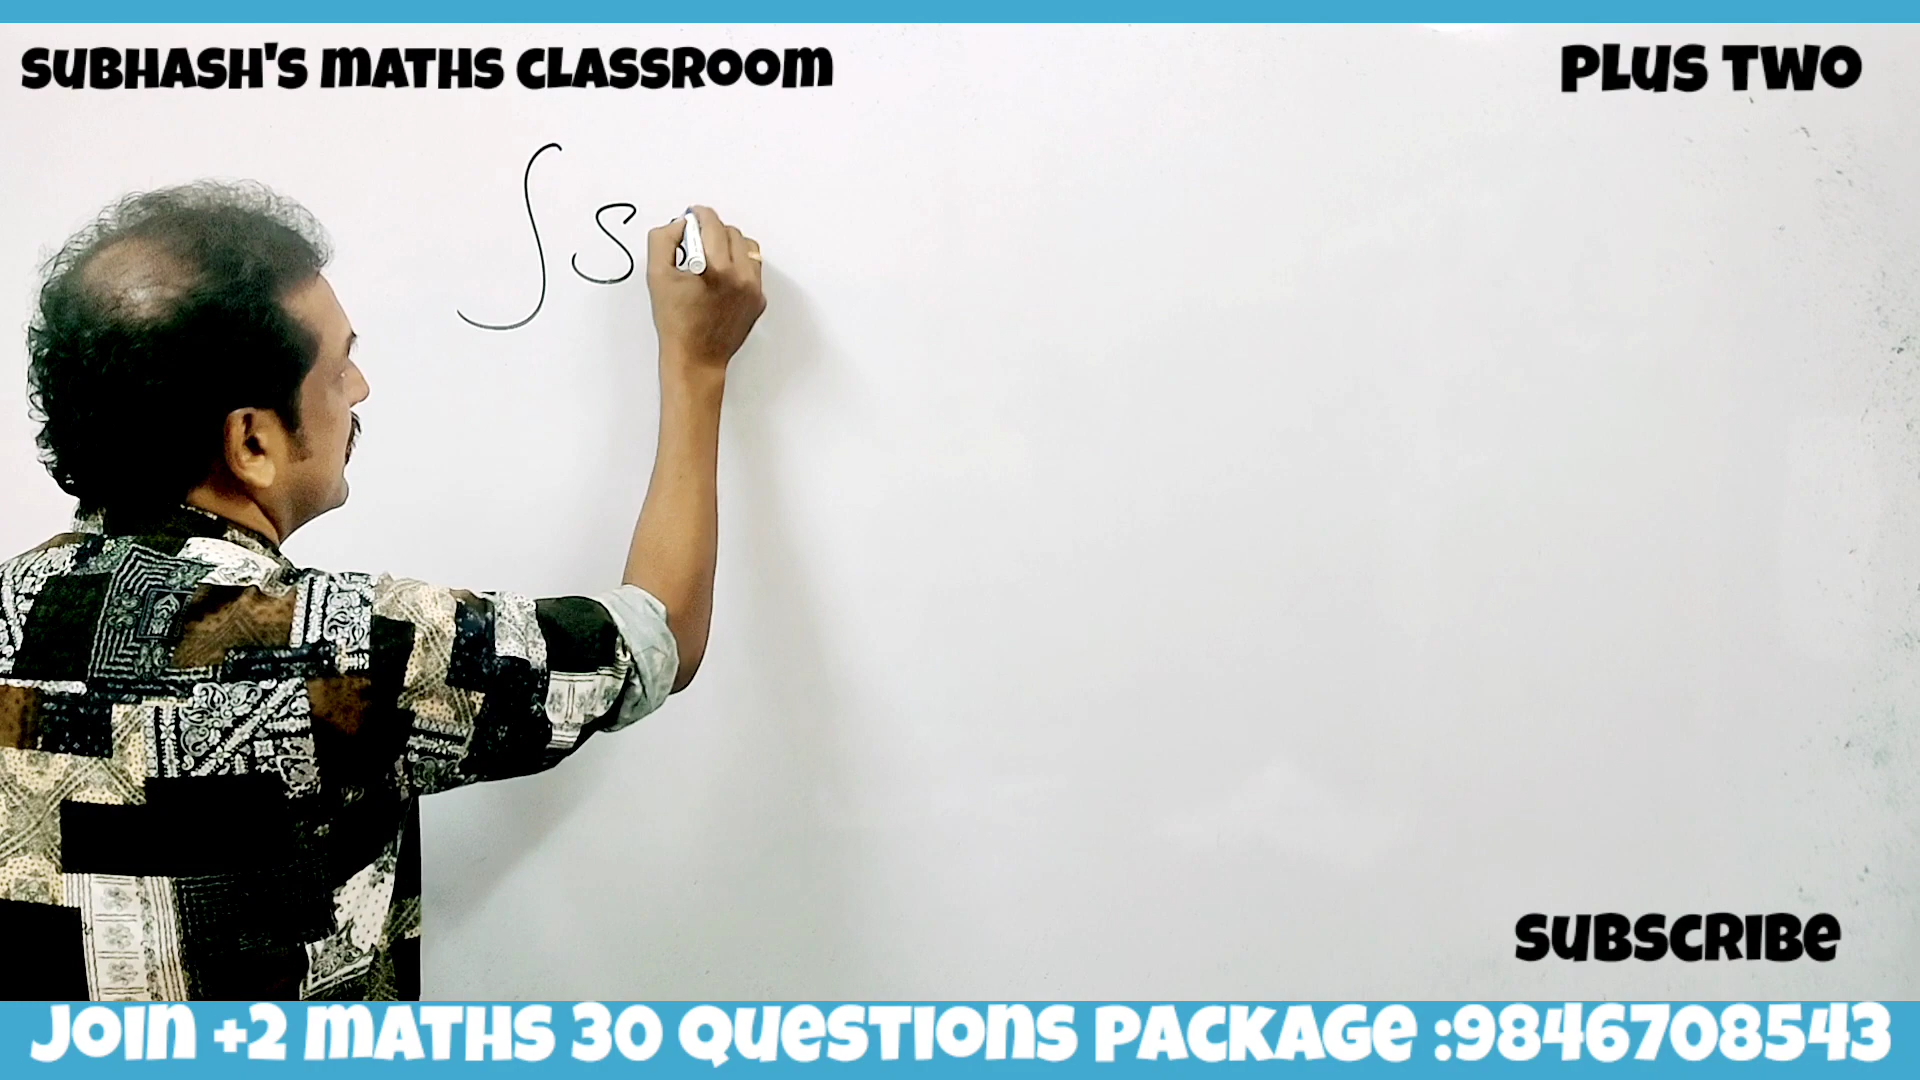 SUBHASH'S MATHS CLASSROOM
PLUS TWO
∫ s
SUBSCRIBE
JOIN +2 MATHS 30 QUESTIONS PACKAGE :9846708543